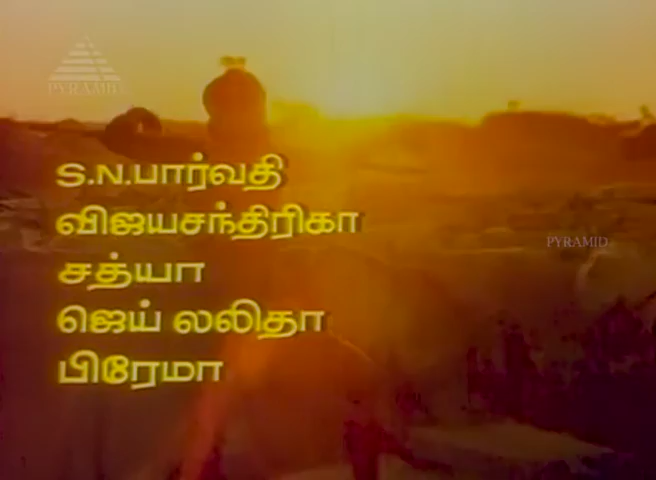 PYRAMID
S.N.பார்வதி
விஜயசந்திரிகா
PYRAMID
சத்யா
ஜெய் லலிதா
பிரேமா